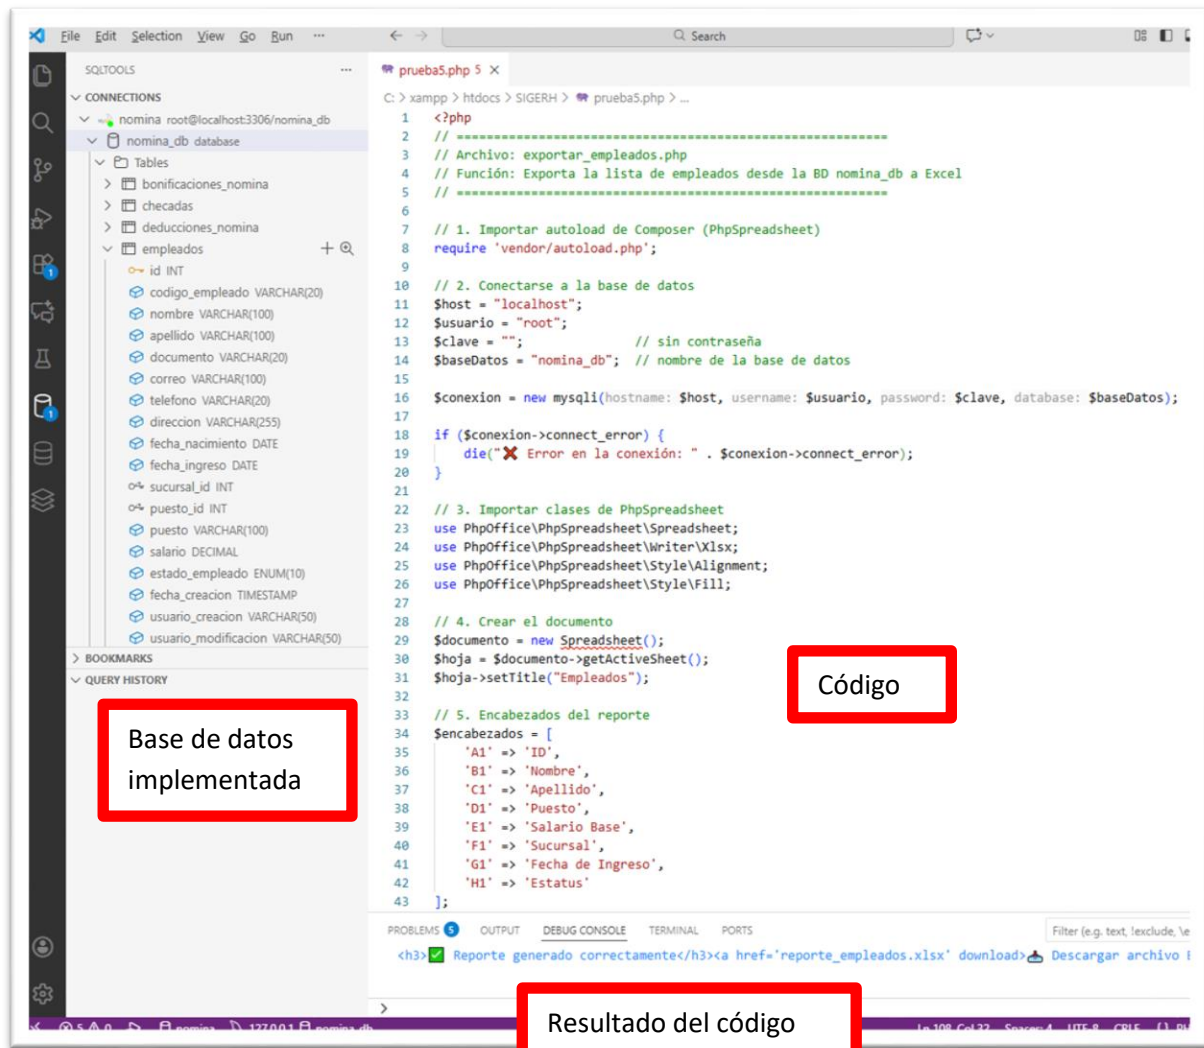 File Edit Selection View Go Run ··· Search
SQLTOOLS ···
CONNECTIONS
nomina root@localhost:3306/nomina_db
nomina_db database
Tables
bonificaciones_nomina
checadas
deducciones_nomina
empleados
id INT
codigo_empleado VARCHAR(20)
nombre VARCHAR(100)
apellido VARCHAR(100)
documento VARCHAR(20)
correo VARCHAR(100)
telefono VARCHAR(20)
direccion VARCHAR(255)
fecha_nacimiento DATE
fecha_ingreso DATE
sucursal_id INT
puesto_id INT
puesto VARCHAR(100)
salario DECIMAL
estado_empleado ENUM(10)
fecha_creacion TIMESTAMP
usuario_creacion VARCHAR(50)
usuario_modificacion VARCHAR(50)
BOOKMARKS
QUERY HISTORY
Base de datos
implementada
1
1
prueba5.php 5 ×
C: > xampp > htdocs > SIGERH > prueba5.php > ...
1 <?php
2 // ==========================================================
3 // Archivo: exportar_empleados.php
4 // Función: Exporta la lista de empleados desde la BD nomina_db a Excel
5 // ==========================================================
6
7 // 1. Importar autoload de Composer (PhpSpreadsheet)
8 require 'vendor/autoload.php';
9
10 // 2. Conectarse a la base de datos
11 $host = "localhost";
12 $usuario = "root";
13 $clave = ""; // sin contraseña
14 $baseDatos = "nomina_db"; // nombre de la base de datos
15
16 $conexion = new mysqli(hostname: $host, username: $usuario, password: $clave, database: $baseDatos);
17
18 if ($conexion->connect_error) {
19 die("❌ Error en la conexión: " . $conexion->connect_error);
20 }
21
22 // 3. Importar clases de PhpSpreadsheet
23 use PhpOffice\PhpSpreadsheet\Spreadsheet;
24 use PhpOffice\PhpSpreadsheet\Writer\Xlsx;
25 use PhpOffice\PhpSpreadsheet\Style\Alignment;
26 use PhpOffice\PhpSpreadsheet\Style\Fill;
27
28 // 4. Crear el documento
29 $documento = new Spreadsheet();
30 $hoja = $documento->getActiveSheet();
31 $hoja->setTitle("Empleados");
32
33 // 5. Encabezados del reporte
34 $encabezados = [
35 'A1' => 'ID',
36 'B1' => 'Nombre',
37 'C1' => 'Apellido',
38 'D1' => 'Puesto',
39 'E1' => 'Salario Base',
40 'F1' => 'Sucursal',
41 'G1' => 'Fecha de Ingreso',
42 'H1' => 'Estatus'
43 ];
Código
PROBLEMS 5 OUTPUT DEBUG CONSOLE TERMINAL PORTS Filter (e.g. text, !exclude, \e
<h3>✅ Reporte generado correctamente</h3><a href='reporte_empleados.xlsx' download>📥 Descargar archivo
>
Resultado del código